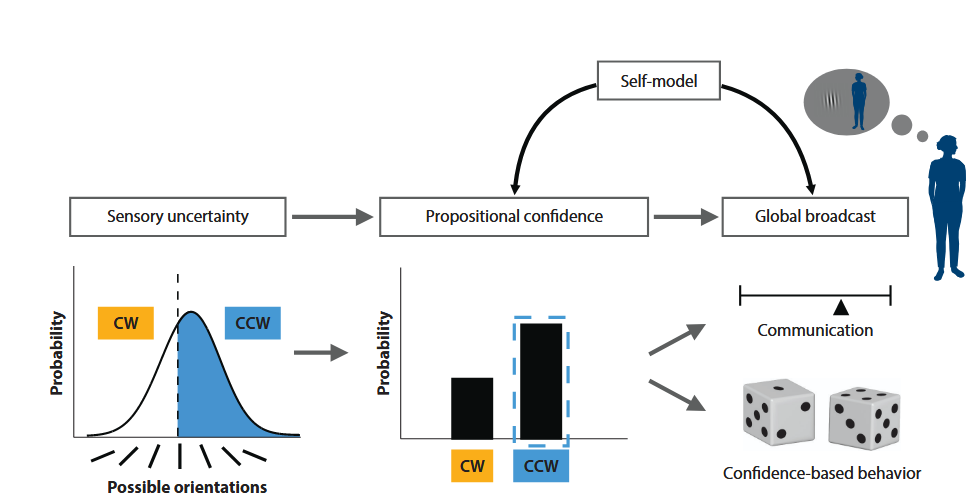 Self-model
Sensory uncertainty
Propositional confidence
Global broadcast
Probability
CW
CCW
Possible orientations
Probability
CW
CCW
Communication
Confidence-based behavior